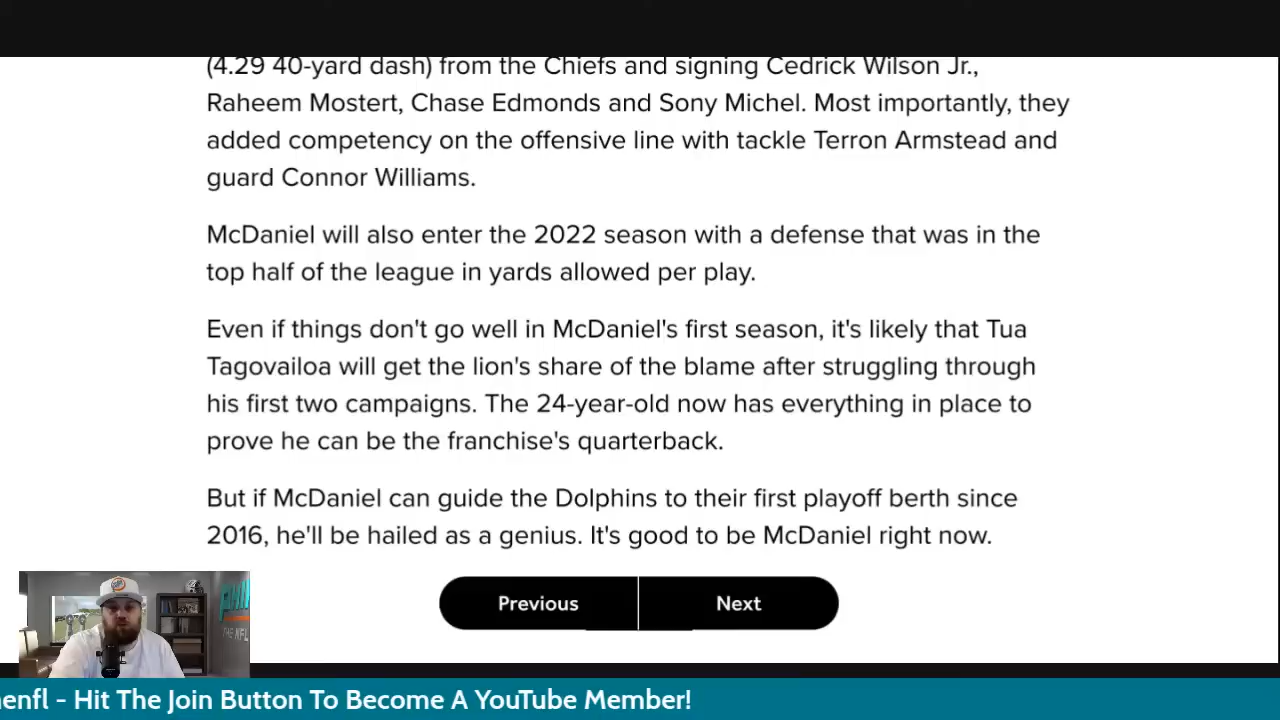 (4.29 40-yard dash) from the Chiefs and signing Cedrick Wilson Jr.,
Raheem Mostert, Chase Edmonds and Sony Michel. Most importantly, they
added competency on the offensive line with tackle Terron Armstead and
guard Connor Williams.
McDaniel will also enter the 2022 season with a defense that was in the
top half of the league in yards allowed per play.
Even if things don't go well in McDaniel's first season, it's likely that Tua
Tagovailoa will get the lion's share of the blame after struggling through
his first two campaigns. The 24-year-old now has everything in place to
prove he can be the franchise's quarterback.
But if McDaniel can guide the Dolphins to their first playoff berth since
2016, he'll be hailed as a genius. It's good to be McDaniel right now.
Previous Next
THE NFL
enfl - Hit The Join Button To Become A YouTube Member!